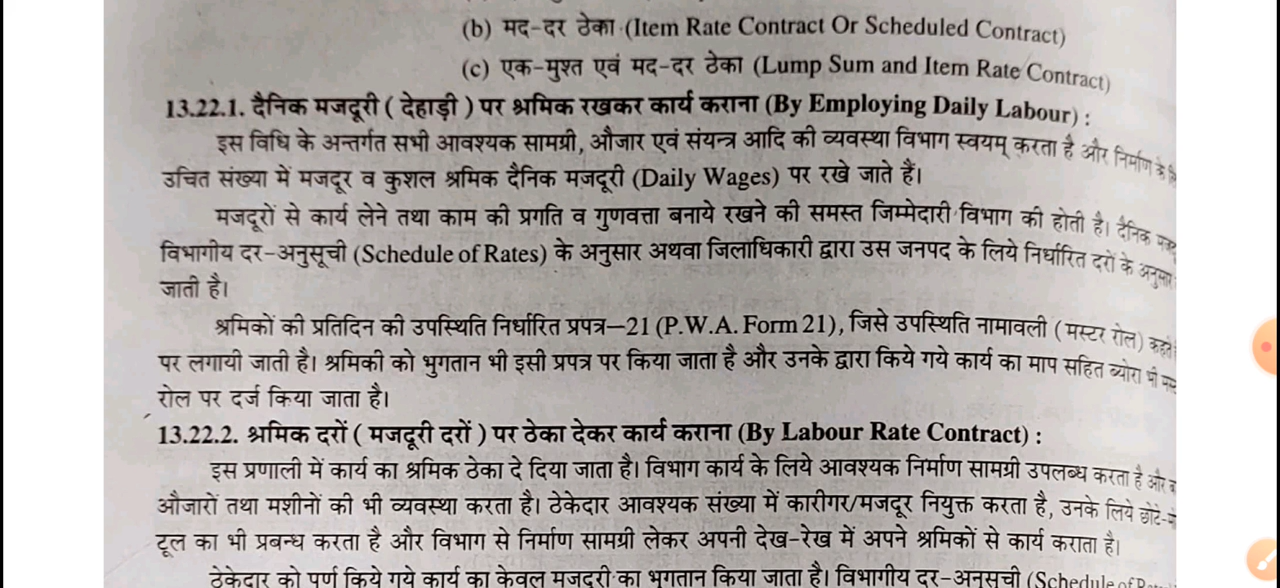 (b) मद-दर ठेका (Item Rate Contract Or Scheduled Contract)
(c) एक-मुश्त एवं मद-दर ठेका (Lump Sum and Item Rate Contract)
13.22.1. दैनिक मजदूरी ( देहाड़ी ) पर श्रमिक रखकर कार्य कराना (By Employing Daily Labour) :
इस विधि के अन्तर्गत सभी आवश्यक सामग्री, औजार एवं संयन्त्र आदि की व्यवस्था विभाग स्वयम् करता है और निर्माण के
उचित संख्या में मजदूर व कुशल श्रमिक दैनिक मजदूरी (Daily Wages) पर रखे जाते हैं।
मजदूरों से कार्य लेने तथा काम की प्रगति व गुणवत्ता बनाये रखने की समस्त जिम्मेदारी विभाग की होती है। दैनिक
विभागीय दर-अनुसूची (Schedule of Rates) के अनुसार अथवा जिलाधिकारी द्वारा उस जनपद के लिये निर्धारित दरों के अनुसार
जाती है।
श्रमिकों की प्रतिदिन की उपस्थिति निर्धारित प्रपत्र—21 (P.W.A. Form 21), जिसे उपस्थिति नामावली ( मस्टर रोल) कहते
पर लगायी जाती है। श्रमिकी को भुगतान भी इसी प्रपत्र पर किया जाता है और उनके द्वारा किये गये कार्य का माप सहित ब्योरा भी
रोल पर दर्ज किया जाता है।
13.22.2. श्रमिक दरों ( मजदूरी दरों ) पर ठेका देकर कार्य कराना (By Labour Rate Contract) :
इस प्रणाली में कार्य का श्रमिक ठेका दे दिया जाता है। विभाग कार्य के लिये आवश्यक निर्माण सामग्री उपलब्ध करता है और
औजारों तथा मशीनों की भी व्यवस्था करता है। ठेकेदार आवश्यक संख्या में कारीगर/मजदूर नियुक्त करता है, उनके लिये छोटे-
टूल का भी प्रबन्ध करता है और विभाग से निर्माण सामग्री लेकर अपनी देख-रेख में अपने श्रमिकों से कार्य कराता है।
ठेकेदार को पूर्ण किये गये कार्य का केवल मजदूरी का भुगतान किया जाता है। विभागीय दर-अनुसूची (Schedule of